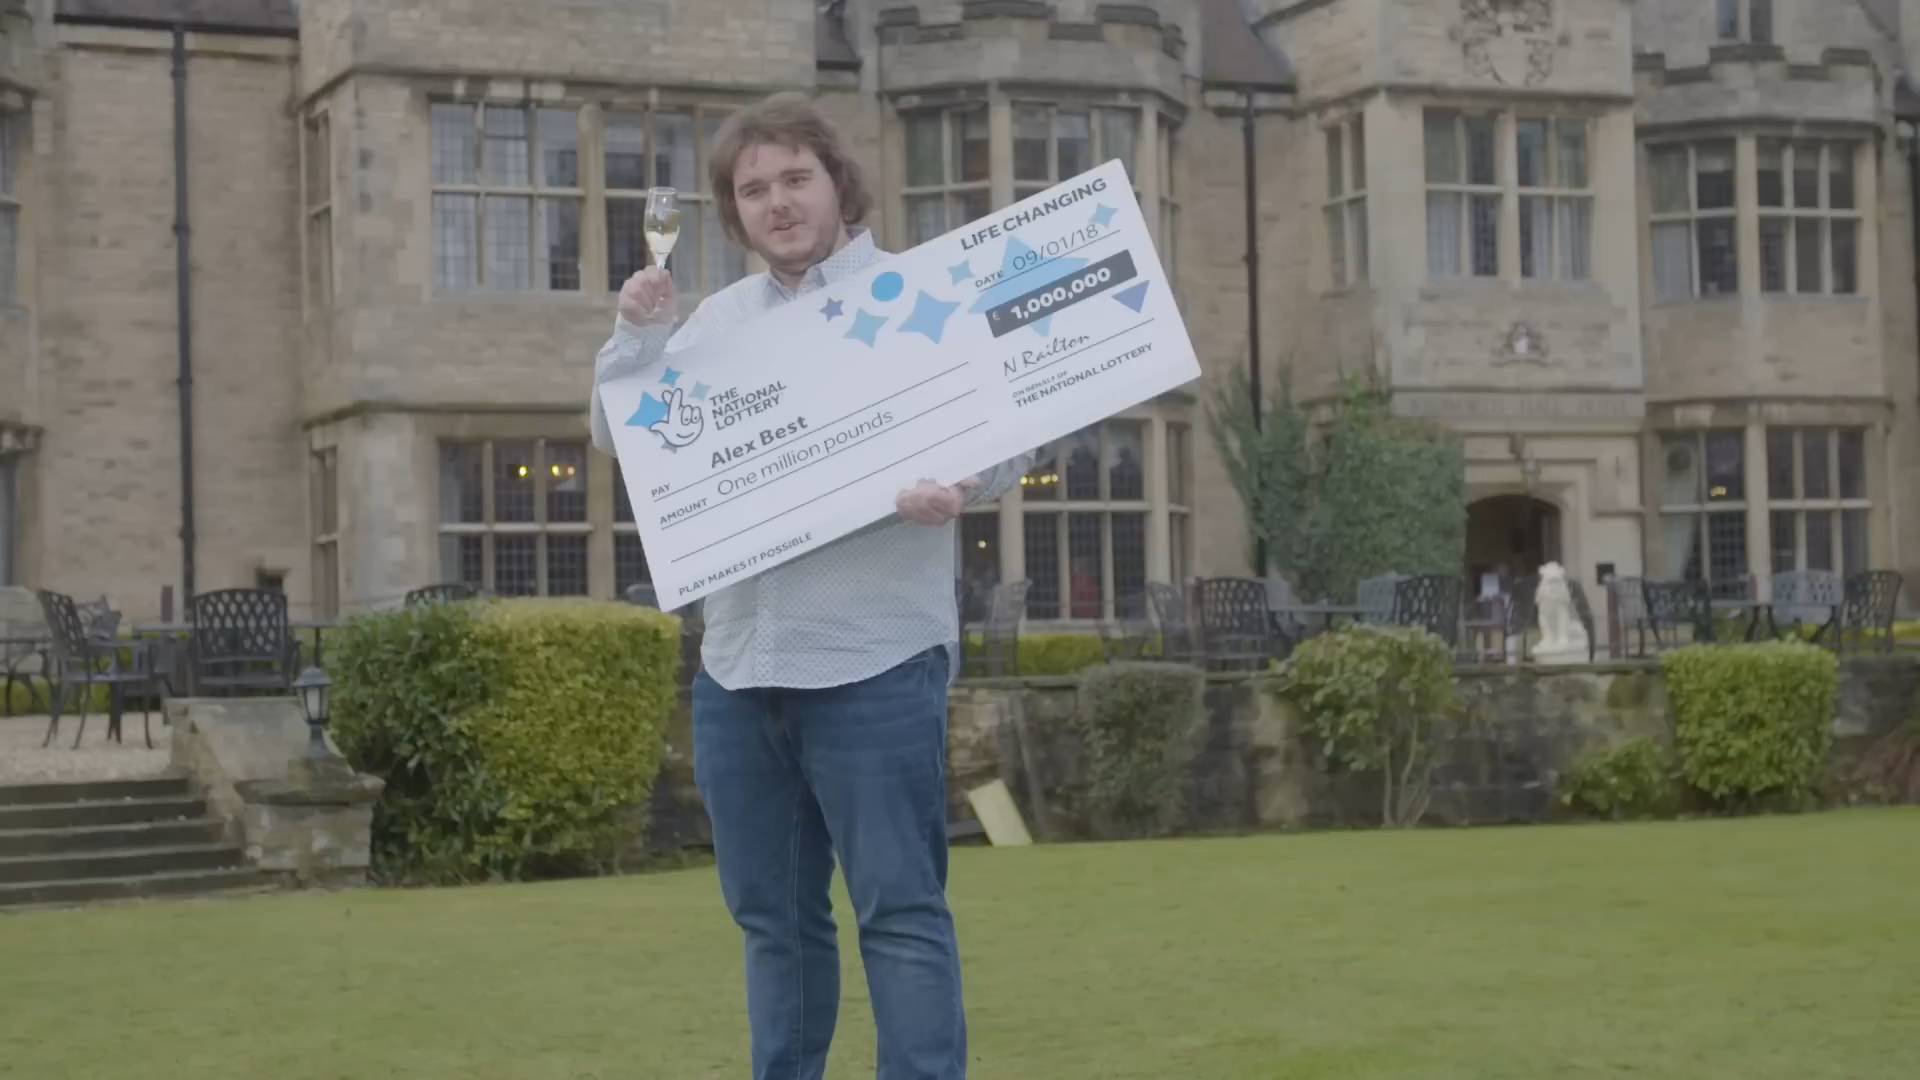 LIFE CHANGING
DATE 09/01/18
£ 1,000,000
THE
NATIONAL
LOTTERY
PAY Alex Best
AMOUNT One million pounds
N Railton
ON BEHALF OF
THE NATIONAL LOTTERY
PLAY MAKES IT POSSIBLE